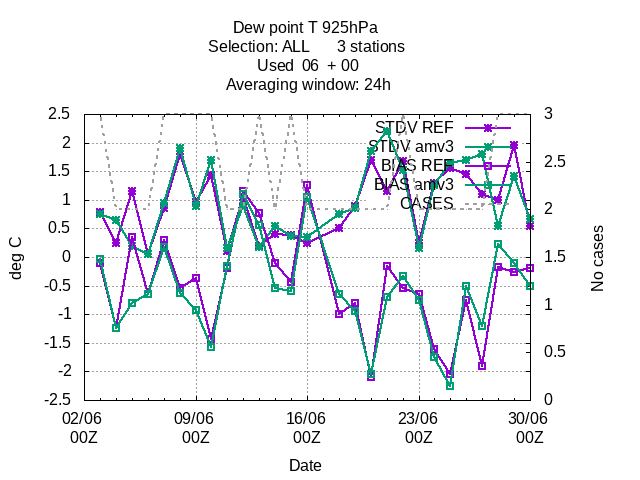 Dew point T 925hPa
Selection: ALL 3 stations
Used 06 + 00
Averaging window: 24h
STDV REF
STDV amv3
BIAS REF
BIAS amv3
CASES
2.5
2
1.5
1
0.5
0
-0.5
-1
-1.5
-2
-2.5
deg C
3
2.5
2
1.5
1
0.5
0
No cases
02/06 09/06 16/06 23/06 30/06
00Z 00Z 00Z 00Z 00Z
Date